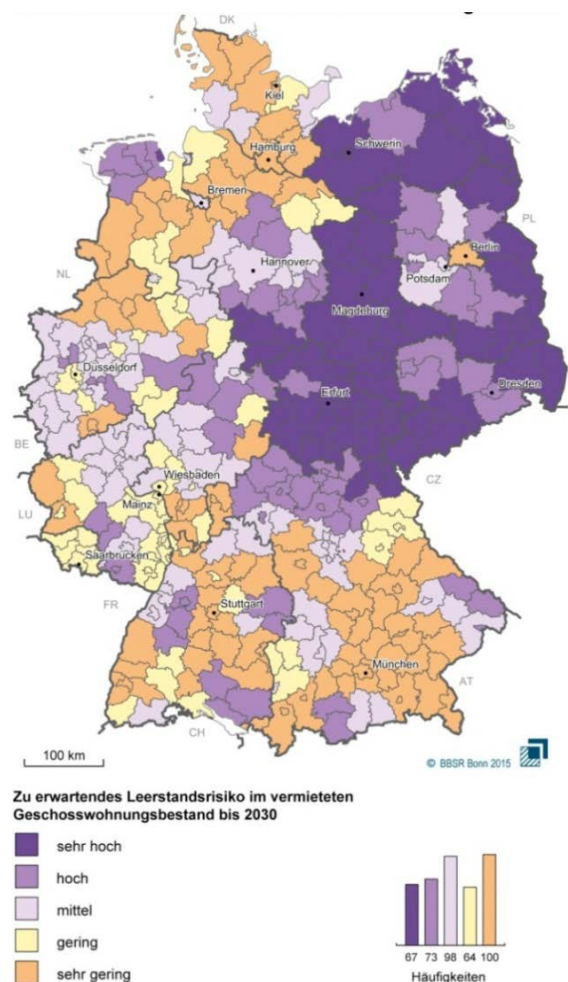 DK
Kiel
Schwerin
Hamburg
Bremen
PL
Berlin
NL
Hannover
Potsdam
Magdeburg
Düsseldorf
Dresden
Erfurt
BE
Wiesbaden
CZ
LU
Mainz
Saarbrücken
FR
Stuttgart
München
AT
CH
100 km
© BBSR Bonn 2015
Zu erwartendes Leerstandsrisiko im vermieteten
Geschosswohnungsbestand bis 2030
sehr hoch
hoch
mittel
gering
sehr gering
67 73 98 64 100
Häufigkeiten